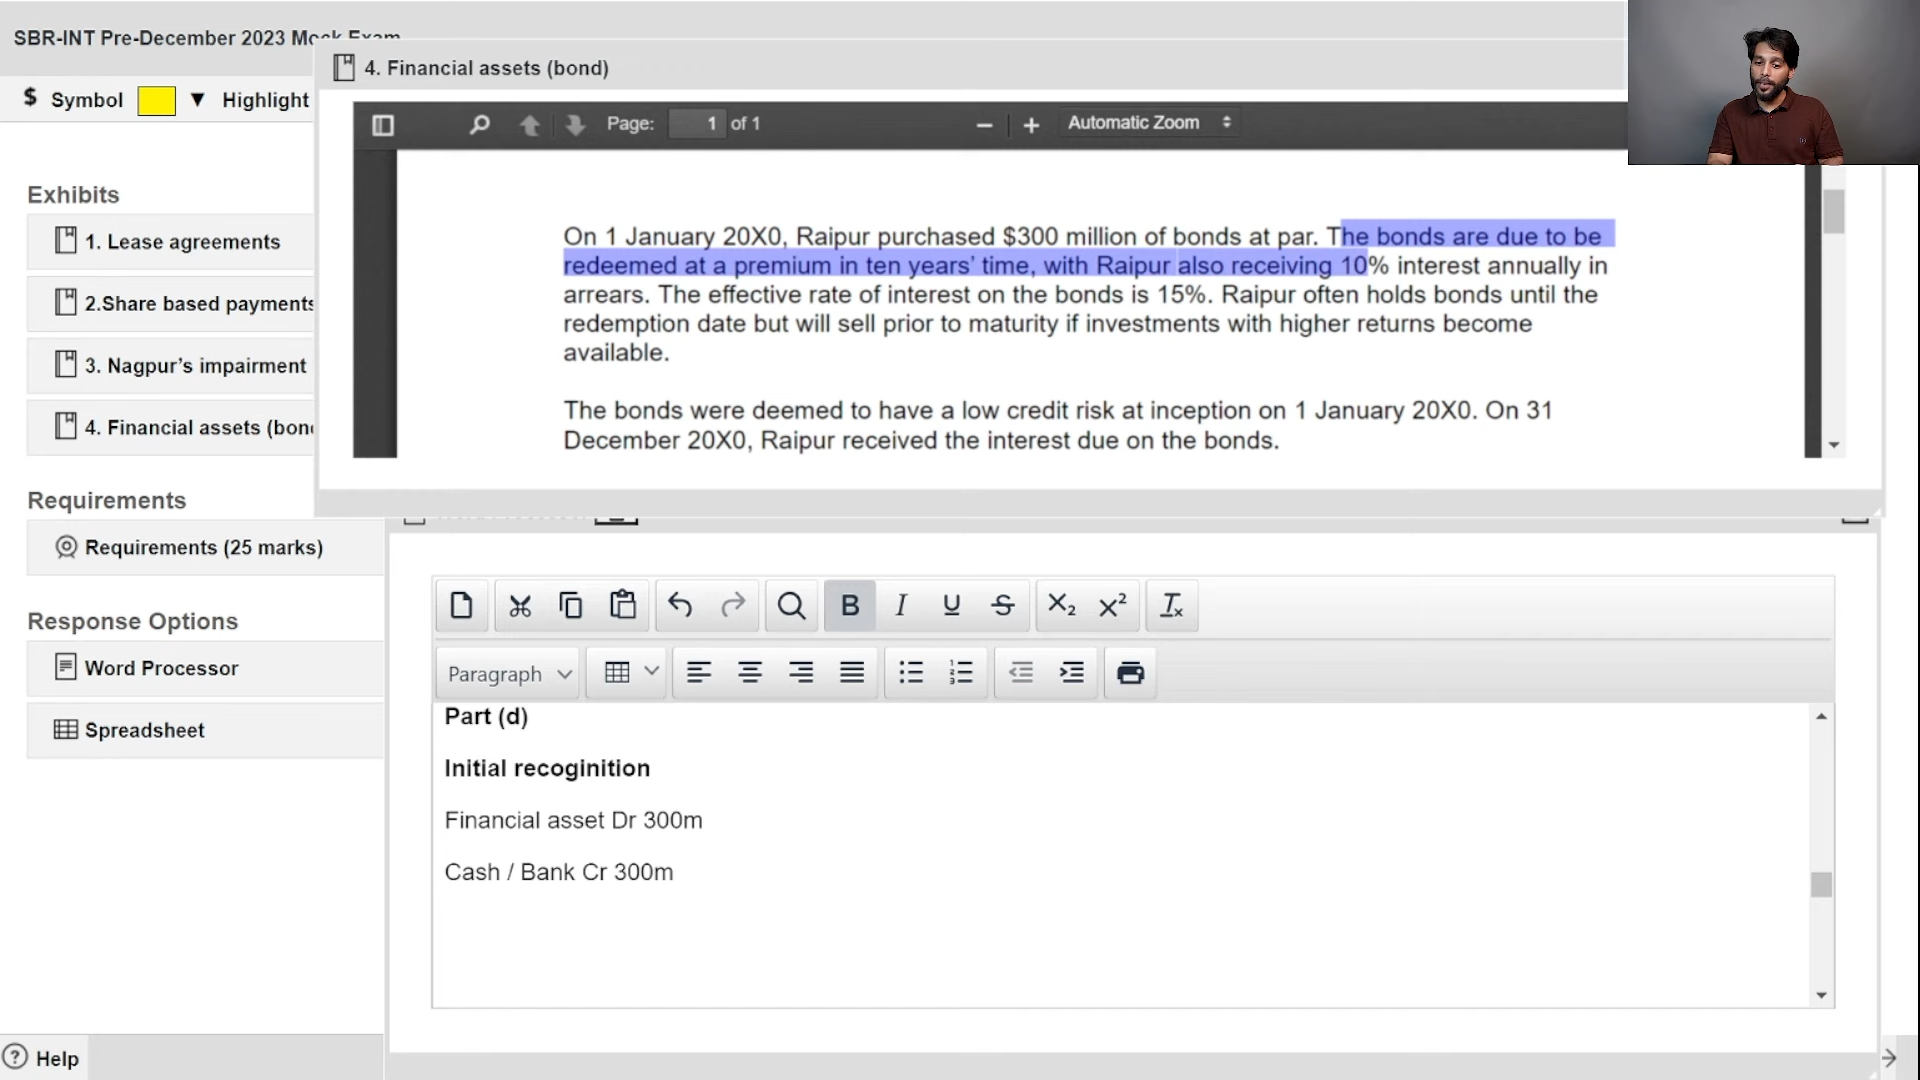 SBR-INT Pre-December 2023 Mock Exam
$ Symbol ▼ Highlight
4. Financial assets (bond)
Page: 1 of 1
Automatic Zoom
Exhibits
1. Lease agreements
2.Share based payments
3. Nagpur’s impairment
4. Financial assets (bon
On 1 January 20X0, Raipur purchased $300 million of bonds at par. The bonds are due to be
redeemed at a premium in ten years’ time, with Raipur also receiving 10% interest annually in
arrears. The effective rate of interest on the bonds is 15%. Raipur often holds bonds until the
redemption date but will sell prior to maturity if investments with higher returns become
available.
The bonds were deemed to have a low credit risk at inception on 1 January 20X0. On 31
December 20X0, Raipur received the interest due on the bonds.
Requirements
Requirements (25 marks)
Response Options
Word Processor
Spreadsheet
Paragraph
Part (d)
Initial recoginition
Financial asset Dr 300m
Cash / Bank Cr 300m
Help